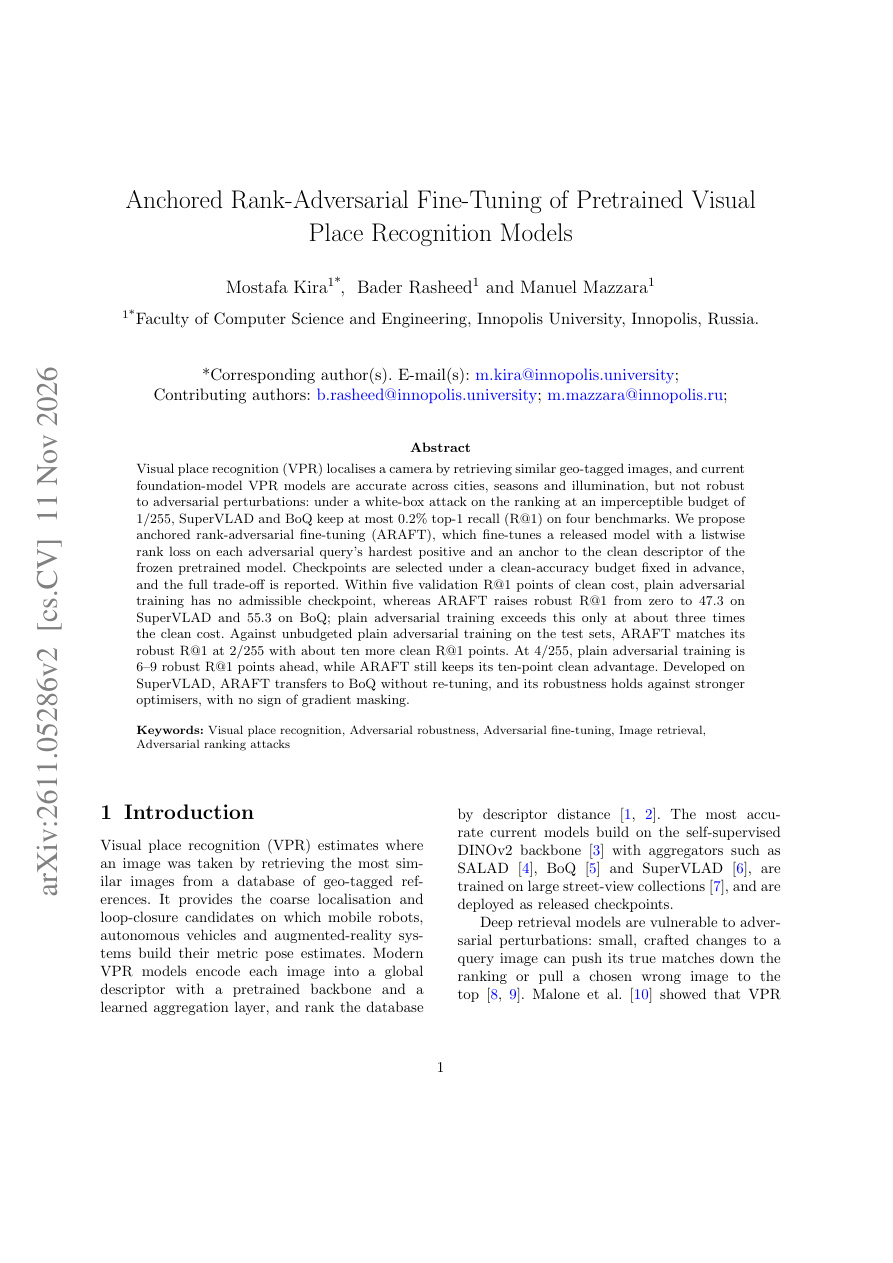 Anchored Rank-Adversarial Fine-Tuning of Pretrained Visual
Place Recognition Models
Mostafa Kira1*, Bader Rasheed1 and Manuel Mazzara1
1*Faculty of Computer Science and Engineering, Innopolis University, Innopolis, Russia.
*Corresponding author(s). E-mail(s): m.kira@innopolis.university;
Contributing authors: b.rasheed@innopolis.university; m.mazzara@innopolis.ru;
Abstract
Visual place recognition (VPR) localises a camera by retrieving similar geo-tagged images, and current
foundation-model VPR models are accurate across cities, seasons and illumination, but not robust
to adversarial perturbations: under a white-box attack on the ranking at an imperceptible budget of
1/255, SuperVLAD and BoQ keep at most 0.2% top-1 recall (R@1) on four benchmarks. We propose
anchored rank-adversarial fine-tuning (ARAFT), which fine-tunes a released model with a listwise
rank loss on each adversarial query's hardest positive and an anchor to the clean descriptor of the
frozen pretrained model. Checkpoints are selected under a clean-accuracy budget fixed in advance,
and the full trade-off is reported. Within five validation R@1 points of clean cost, plain adversarial
training has no admissible checkpoint, whereas ARAFT raises robust R@1 from zero to 47.3 on
SuperVLAD and 55.3 on BoQ; plain adversarial training exceeds this only at about three times
the clean cost. Against unbudgeted plain adversarial training on the test sets, ARAFT matches its
robust R@1 at 2/255 with about ten more clean R@1 points. At 4/255, plain adversarial training is
6–9 robust R@1 points ahead, while ARAFT still keeps its ten-point clean advantage. Developed on
SuperVLAD, ARAFT transfers to BoQ without re-tuning, and its robustness holds against stronger
optimisers, with no sign of gradient masking.
Keywords: Visual place recognition, Adversarial robustness, Adversarial fine-tuning, Image retrieval,
Adversarial ranking attacks
1 Introduction
Visual place recognition (VPR) estimates where
an image was taken by retrieving the most sim-
ilar images from a database of geo-tagged ref-
erences. It provides the coarse localisation and
loop-closure candidates on which mobile robots,
autonomous vehicles and augmented-reality sys-
tems build their metric pose estimates. Modern
VPR models encode each image into a global
descriptor with a pretrained backbone and a
learned aggregation layer, and rank the database
by descriptor distance [1, 2]. The most accu-
rate current models build on the self-supervised
DINOv2 backbone [3] with aggregators such as
SALAD [4], BoQ [5] and SuperVLAD [6], are
trained on large street-view collections [7], and are
deployed as released checkpoints.
Deep retrieval models are vulnerable to adver-
sarial perturbations: small, crafted changes to a
query image can push its true matches down the
ranking or pull a chosen wrong image to the
top [8, 9]. Malone et al. [10] showed that VPR
1
arXiv:2611.05286v2 [cs.CV] 11 Nov 2026